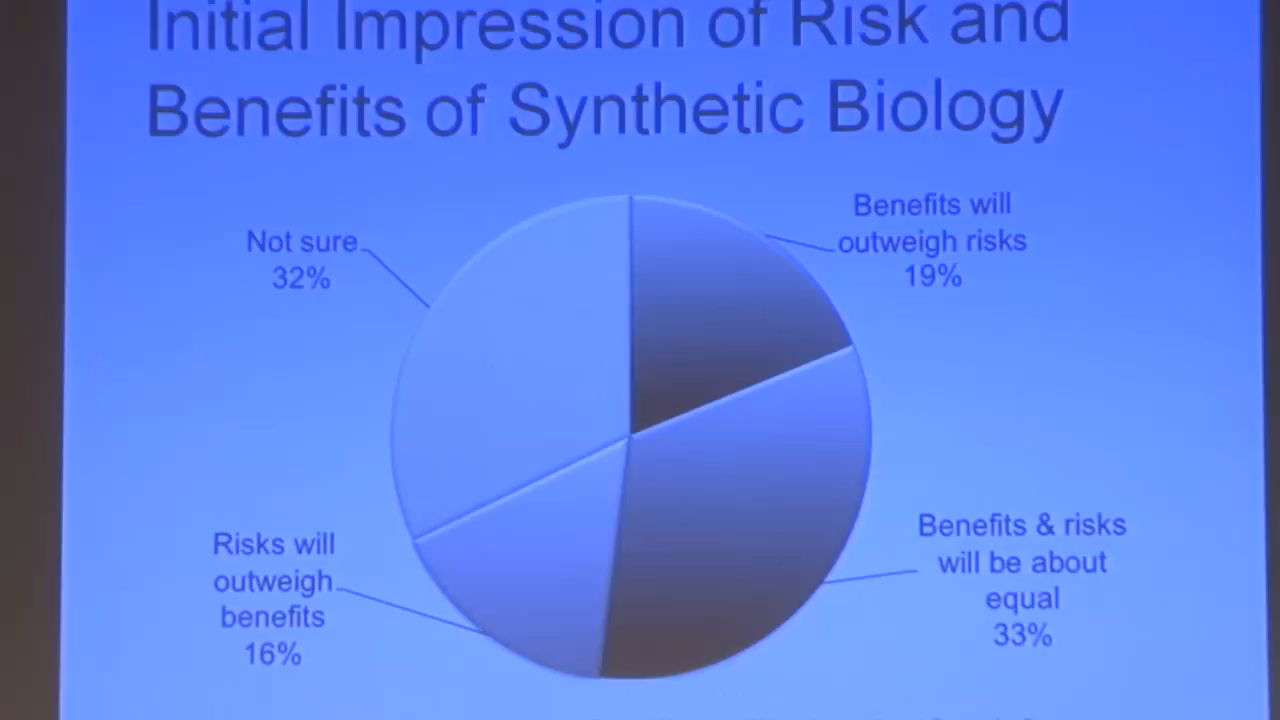 Initial Impression of Risk and
Benefits of Synthetic Biology
Benefits will
outweigh risks
19%
Not sure
32%
Benefits & risks
will be about
equal
33%
Risks will
outweigh
benefits
16%